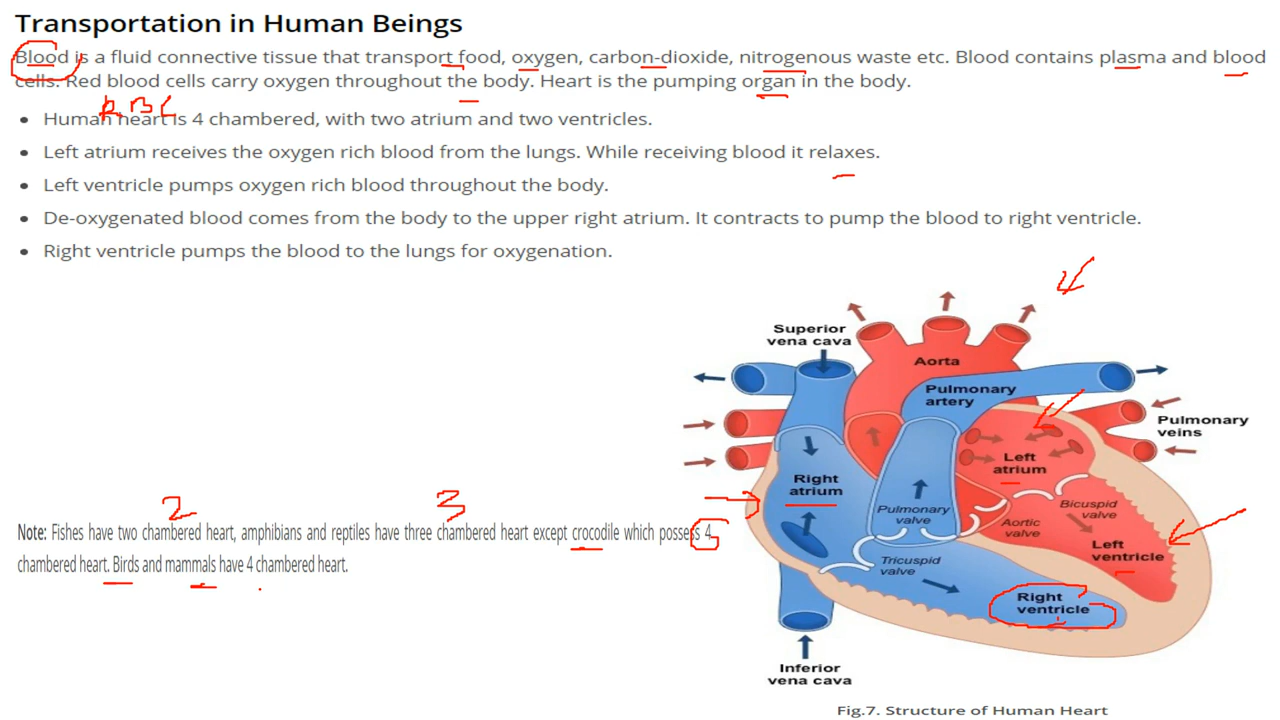 Transportation in Human Beings
Blood is a fluid connective tissue that transport food, oxygen, carbon-dioxide, nitrogenous waste etc. Blood contains plasma and blood
cells. Red blood cells carry oxygen throughout the body. Heart is the pumping organ in the body.
R.BC
• Human heart is 4 chambered, with two atrium and two ventricles.
• Left atrium receives the oxygen rich blood from the lungs. While receiving blood it relaxes.
• Left ventricle pumps oxygen rich blood throughout the body.
• De-oxygenated blood comes from the body to the upper right atrium. It contracts to pump the blood to right ventricle.
• Right ventricle pumps the blood to the lungs for oxygenation.
Superior
vena cava
Aorta
Pulmonary
artery
Pulmonary
veins
Left
atrium
Right
atrium
Pulmonary
valve
Aortic
valve
Bicuspid
valve
Left
ventricle
Tricuspid
valve
Right
ventricle
Inferior
vena cava
2
3
Note: Fishes have two chambered heart, amphibians and reptiles have three chambered heart except crocodile which possess 4
chambered heart. Birds and mammals have 4 chambered heart.
Fig.7. Structure of Human Heart